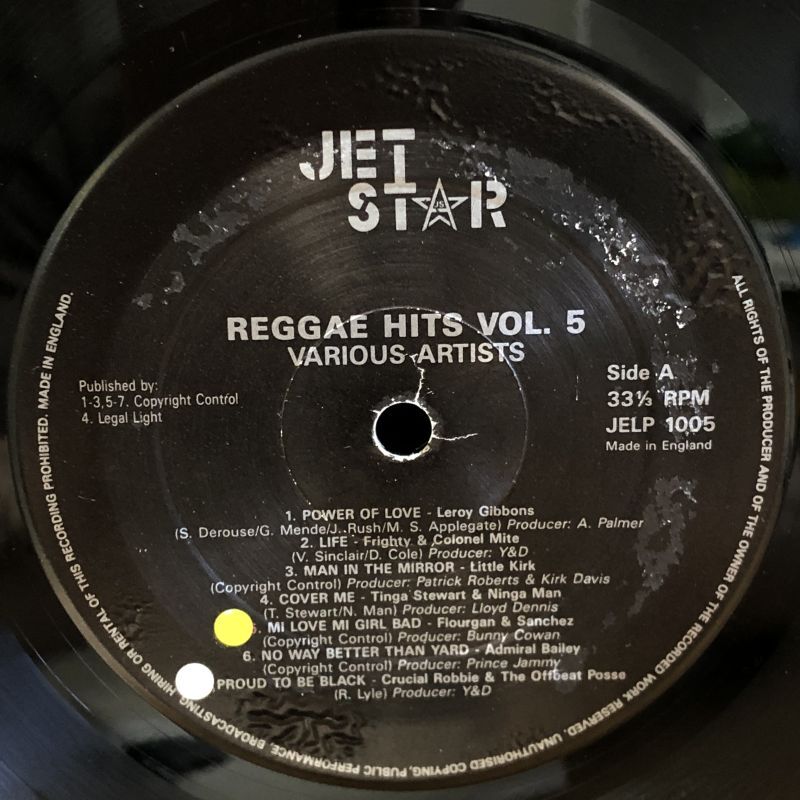 JET
STAR
JS
REGGAE HITS VOL. 5
VARIOUS ARTISTS
Published by:
1-3,5-7. Copyright Control
4. Legal Light
Side A
33⅓ RPM
JELP 1005
Made in England
1. POWER OF LOVE - Leroy Gibbons
(S. Derouse/G. Mende/J. Rush/M. S. Applegate) Producer: A. Palmer
2. LIFE - Frighty & Colonel Mite
(V. Sinclair/D. Cole) Producer: Y&D
3. MAN IN THE MIRROR - Little Kirk
(Copyright Control) Producer: Patrick Roberts & Kirk Davis
4. COVER ME - Tinga Stewart & Ninga Man
(T. Stewart/N. Man) Producer: Lloyd Dennis
MI LOVE MI GIRL BAD - Flourgan & Sanchez
(Copyright Control) Producer: Bunny Cowan
6. NO WAY BETTER THAN YARD - Admiral Bailey
(Copyright Control) Producer: Prince Jammy
PROUD TO BE BLACK - Crucial Robbie & The Offbeat Posse
(R. Lyle) Producer: Y&D
ALL RIGHTS OF THE PRODUCER AND OF THE OWNER OF THE RECORDED WORK RESERVED. UNAUTHORISED COPYING, PUBLIC PERFORMANCE, BROADCASTING, HIRING OR RENTAL OF THIS RECORDING PROHIBITED. MADE IN ENGLAND.